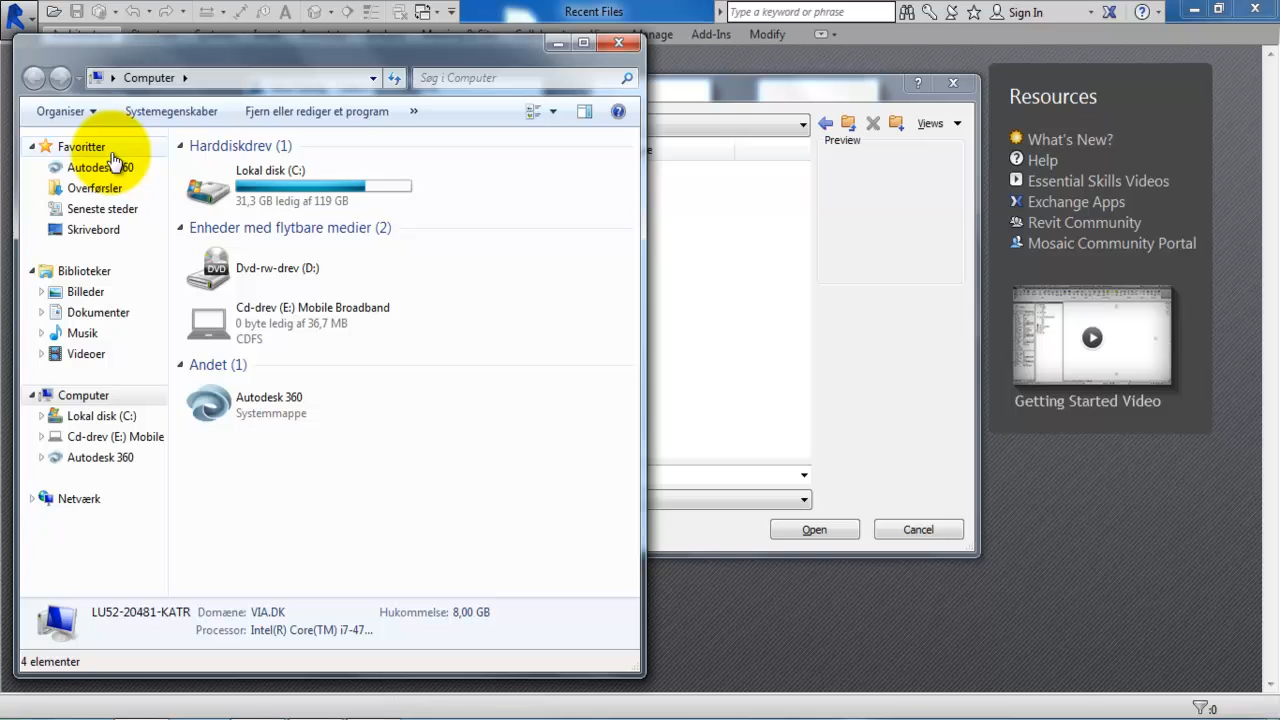 Recent Files
Type a keyword or phrase
Sign In
Manage
Add-Ins
Modify
Computer
Søg i Computer
Organiser
Systemegenskaber
Fjern eller rediger et program
»
Views
Preview
Favoritter
Autodesk 360
Overførsler
Seneste steder
Skrivebord
Biblioteker
Billeder
Dokumenter
Musik
Videoer
Computer
Lokal disk (C:)
Cd-drev (E:) Mobile
Autodesk 360
Netværk
Harddiskdrev (1)
Lokal disk (C:)
31,3 GB ledig af 119 GB
Enheder med flytbare medier (2)
DVD
Dvd-rw-drev (D:)
Cd-drev (E:) Mobile Broadband
0 byte ledig af 36,7 MB
CDFS
Andet (1)
Autodesk 360
Systemmappe
Open
Cancel
LU52-20481-KATR Domæne: VIA.DK Hukommelse: 8,00 GB
Processor: Intel(R) Core(TM) i7-47...
4 elementer
Resources
What's New?
Help
Essential Skills Videos
Exchange Apps
Revit Community
Mosaic Community Portal
Getting Started Video
:0